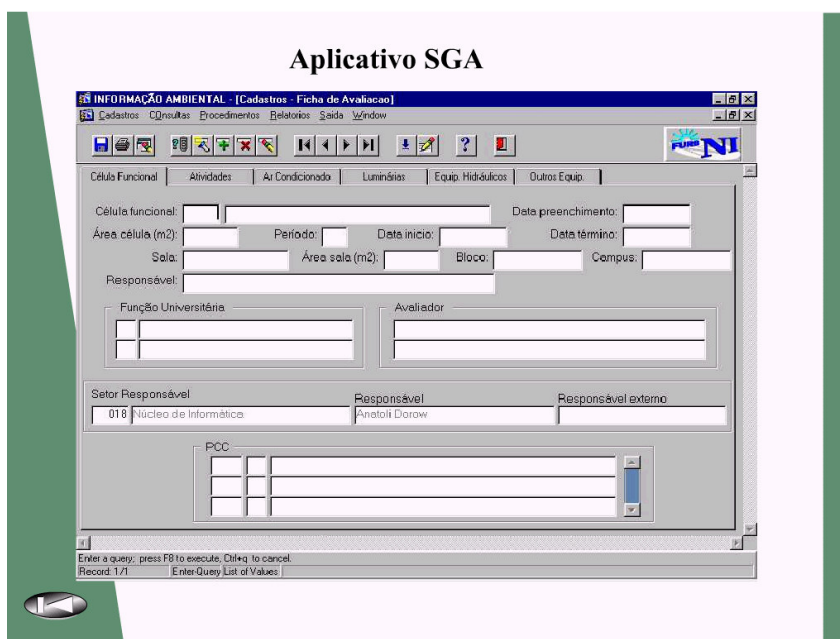 Aplicativo SGA
INFORMAÇÃO AMBIENTAL - [Cadastros - Ficha de Avaliacao]
Cadastros COnsultas Procedimentos Relatorios Saida Window
FURB NI
Célula Funcional Atividades Ar Condicionado Luminárias Equip. Hidráulicos Outros Equip.
Célula funcional: Data preenchimento:
Área célula (m2): Período: Data inicio: Data término:
Sala: Área sala (m2): Bloco: Campus:
Responsável:
Função Universitária Avaliador
Setor Responsável Responsável Responsável externo
018 Núcleo de Informática Anatoli Dorow
PCC
Enter a query; press F8 to execute, Ctrl+q to cancel.
Record: 1/1 Enter-Query List of Values